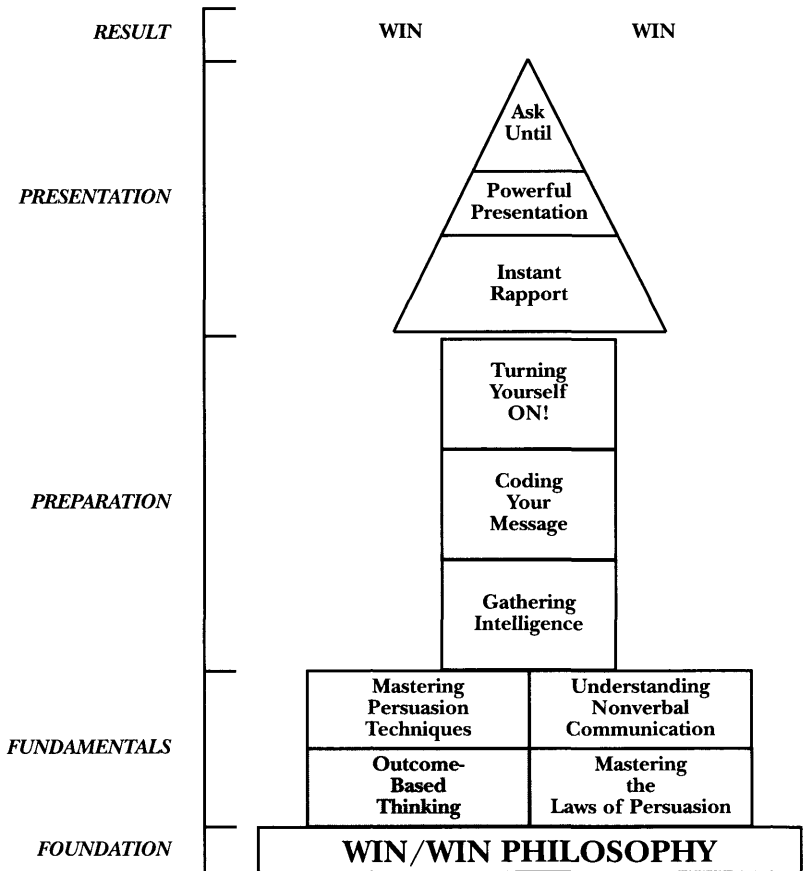 RESULT
WIN WIN
PRESENTATION
Ask
Until
Powerful
Presentation
Instant
Rapport
PREPARATION
Turning
Yourself
ON!
Coding
Your
Message
Gathering
Intelligence
FUNDAMENTALS
Mastering
Persuasion
Techniques
Understanding
Nonverbal
Communication
Outcome-
Based
Thinking
Mastering
the
Laws of Persuasion
FOUNDATION
WIN/WIN PHILOSOPHY